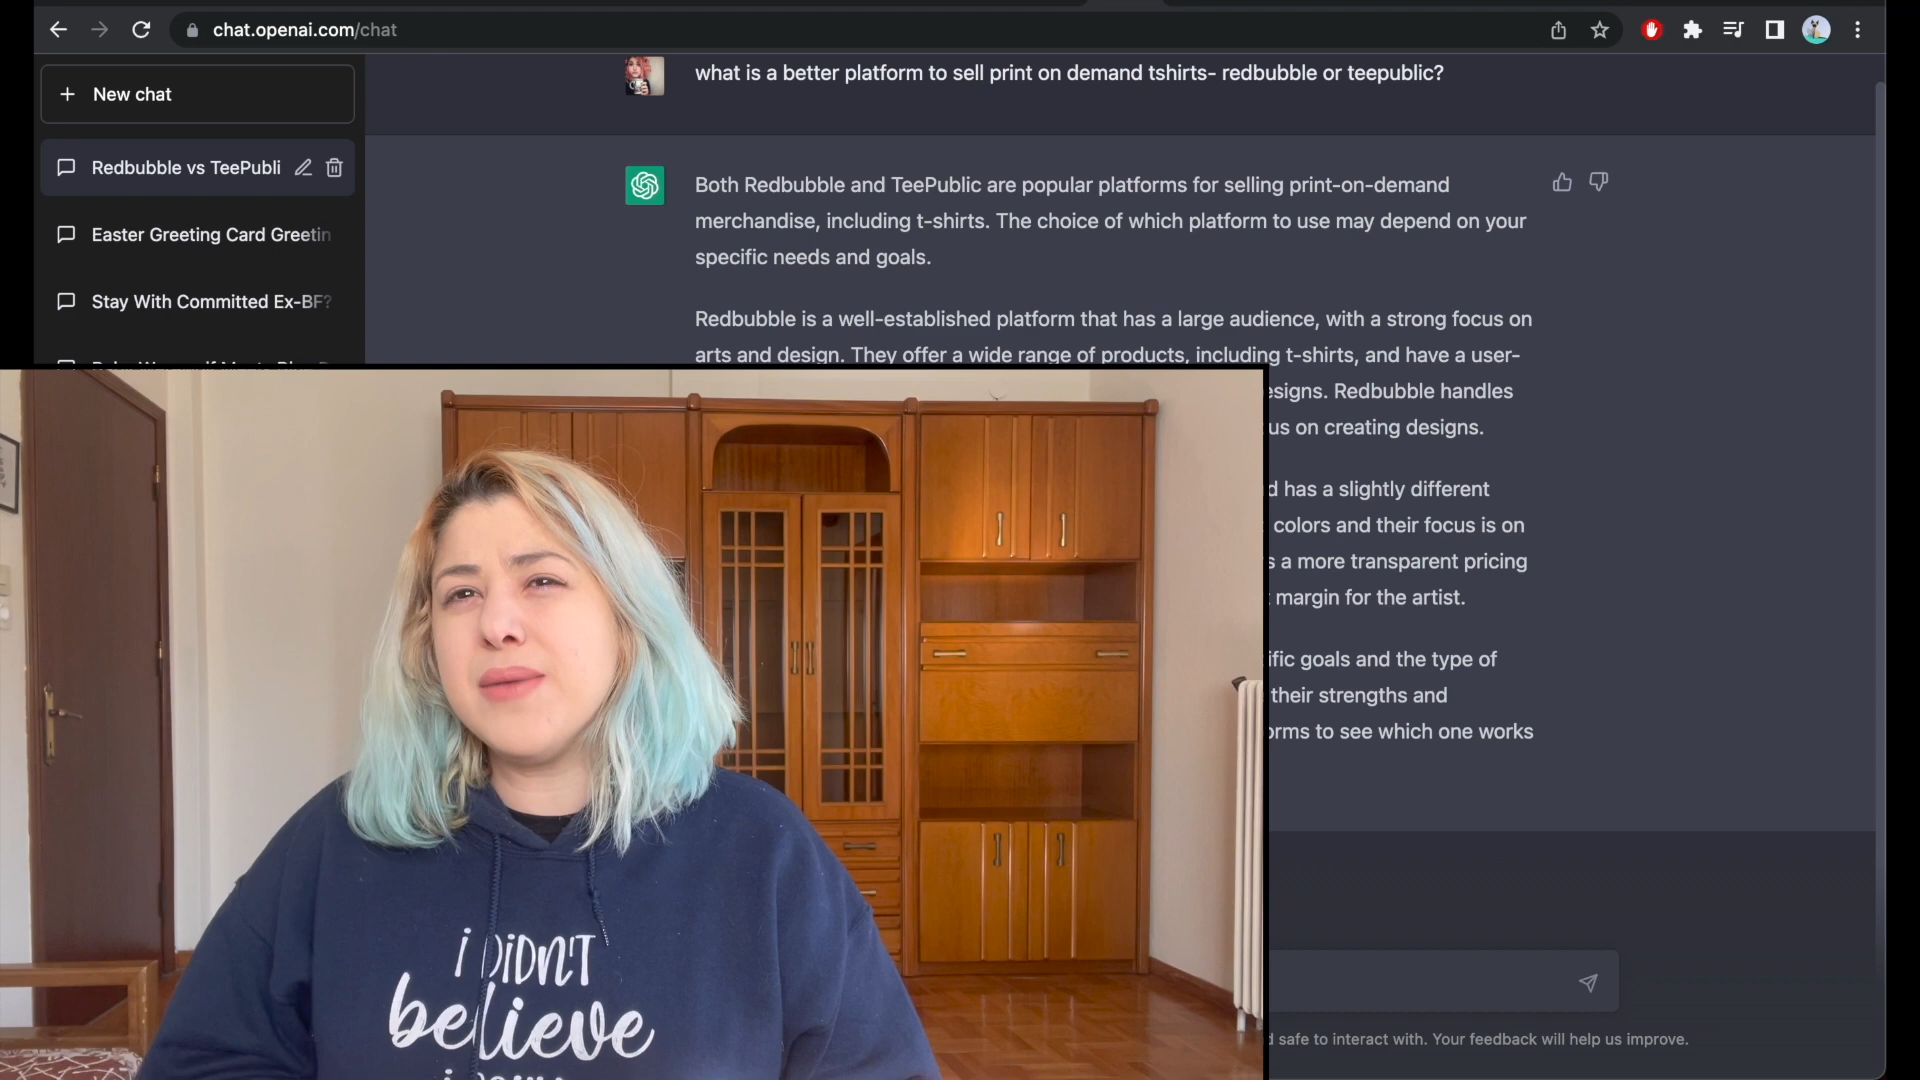 chat.openai.com/chat
New chat
Redbubble vs TeePubli
Easter Greeting Card Greetin
Stay With Committed Ex-BF?
what is a better platform to sell print on demand tshirts- redbubble or teepublic?
Both Redbubble and TeePublic are popular platforms for selling print-on-demand
merchandise, including t-shirts. The choice of which platform to use may depend on your
specific needs and goals.
Redbubble is a well-established platform that has a large audience, with a strong focus on
arts and design. They offer a wide range of products, including t-shirts, and have a user-
esigns. Redbubble handles
us on creating designs.
d has a slightly different
colors and their focus is on
s a more transparent pricing
margin for the artist.
ific goals and the type of
their strengths and
orms to see which one works
d safe to interact with. Your feedback will help us improve.
i DiDn'T
believe